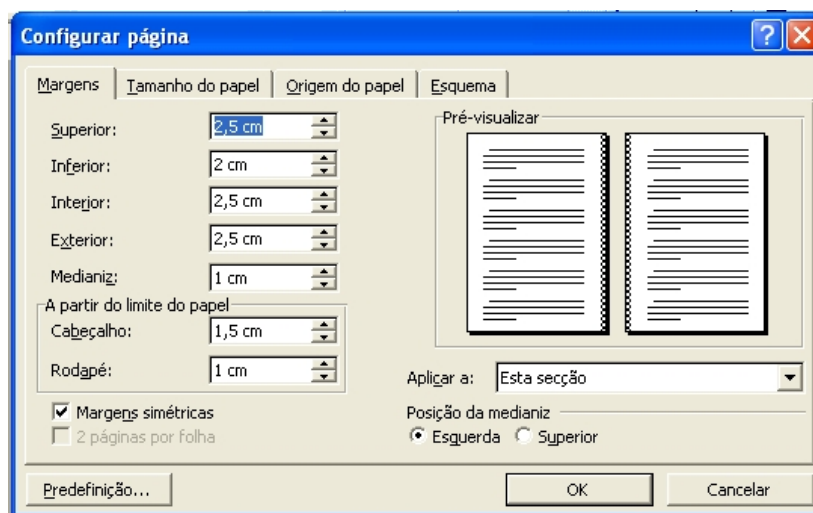 Configurar página
Margens Tamanho do papel Origem do papel Esquema
Superior: 2,5 cm
Inferior: 2 cm
Interior: 2,5 cm
Exterior: 2,5 cm
Medianiz: 1 cm
A partir do limite do papel
Cabeçalho: 1,5 cm
Rodapé: 1 cm
Margens simétricas
2 páginas por folha
Pré-visualizar
Aplicar a: Esta secção
Posição da medianiz
Esquerda Superior
Predefinição... OK Cancelar